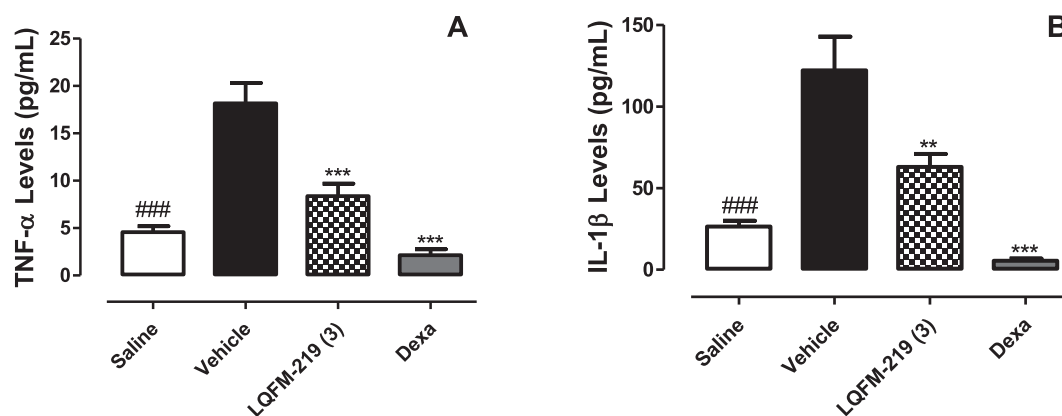 A
TNF-α Levels (pg/mL)
25
20
15
10
5
0
###
***
***
Saline
Vehicle
LQFM-219 (3)
Dexa
B
IL-1β Levels (pg/mL)
150
100
50
0
###
**
***
Saline
Vehicle
LQFM-219 (3)
Dexa